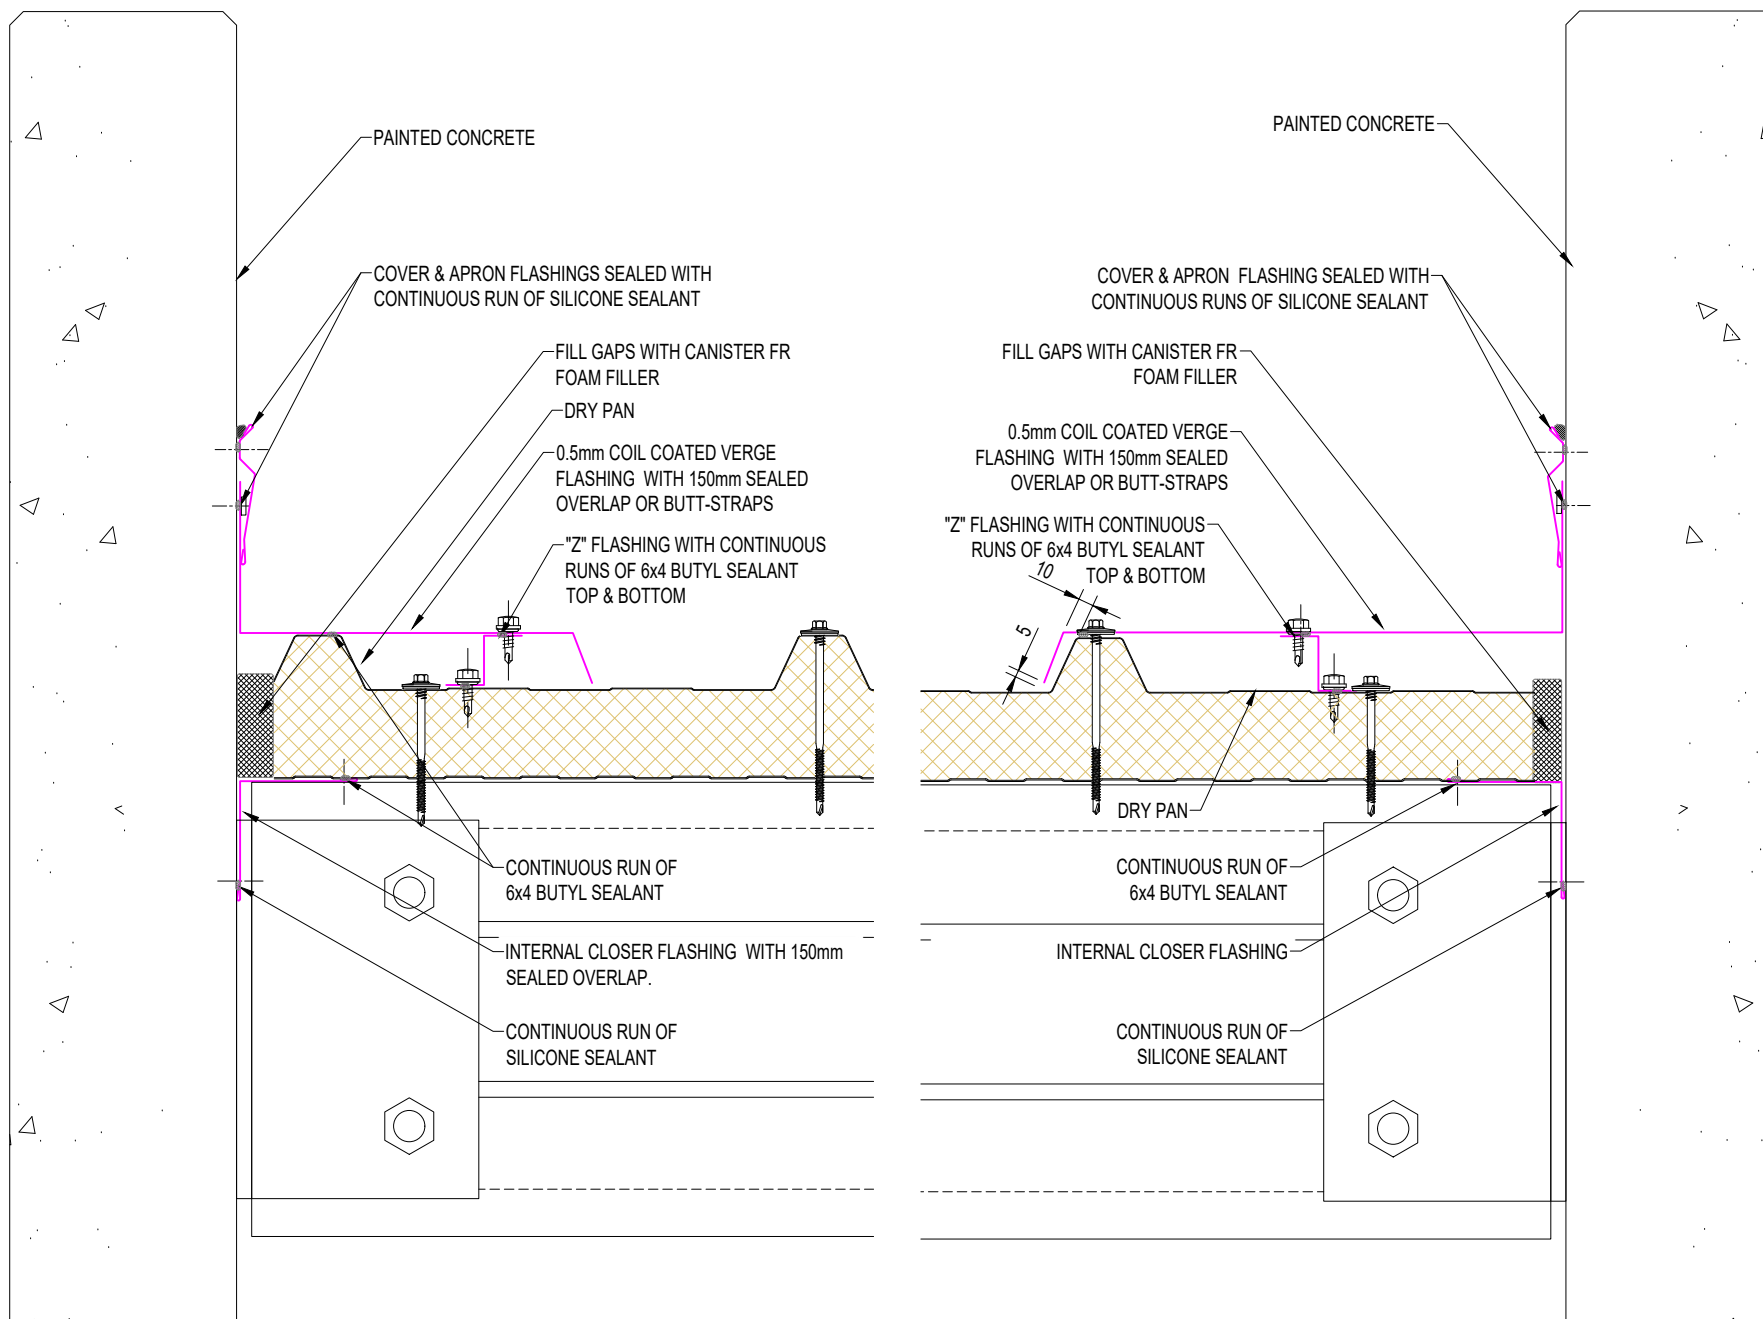 PAINTED CONCRETE
COVER & APRON FLASHINGS SEALED WITH
CONTINUOUS RUN OF SILICONE SEALANT
FILL GAPS WITH CANISTER FR
FOAM FILLER
DRY PAN
0.5mm COIL COATED VERGE
FLASHING WITH 150mm SEALED
OVERLAP OR BUTT-STRAPS
"Z" FLASHING WITH CONTINUOUS
RUNS OF 6x4 BUTYL SEALANT
TOP & BOTTOM
CONTINUOUS RUN OF
6x4 BUTYL SEALANT
INTERNAL CLOSER FLASHING WITH 150mm
SEALED OVERLAP.
CONTINUOUS RUN OF
SILICONE SEALANT
PAINTED CONCRETE
COVER & APRON FLASHING SEALED WITH
CONTINUOUS RUNS OF SILICONE SEALANT
FILL GAPS WITH CANISTER FR
FOAM FILLER
0.5mm COIL COATED VERGE
FLASHING WITH 150mm SEALED
OVERLAP OR BUTT-STRAPS
"Z" FLASHING WITH CONTINUOUS
RUNS OF 6x4 BUTYL SEALANT
TOP & BOTTOM
10
5
DRY PAN
CONTINUOUS RUN OF
6x4 BUTYL SEALANT
INTERNAL CLOSER FLASHING
CONTINUOUS RUN OF
SILICONE SEALANT